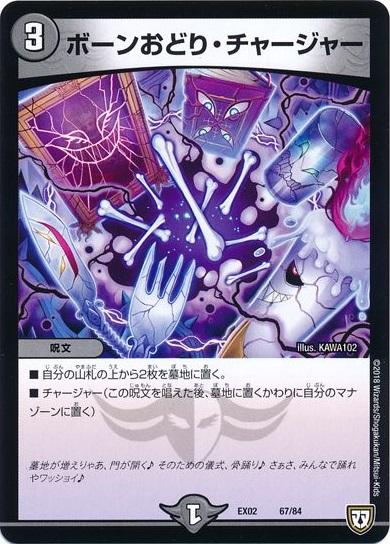 3
ボーンおどり・チャージャー
illus. KAWA102
呪文
©2018 Wizards/Shogakukan/Mitsui-Kids
■自分の山札の上から2枚を墓地に置く。
■チャージャー(この呪文を唱えた後、墓地に置くかわりに自分のマナ
ゾーンに置く)
墓地が増えりゃあ、門が開く♪ そのための儀式、骨踊り♪ さぁさ、みんなで踊れ
やワッショイ♪
1
EX02 67/84